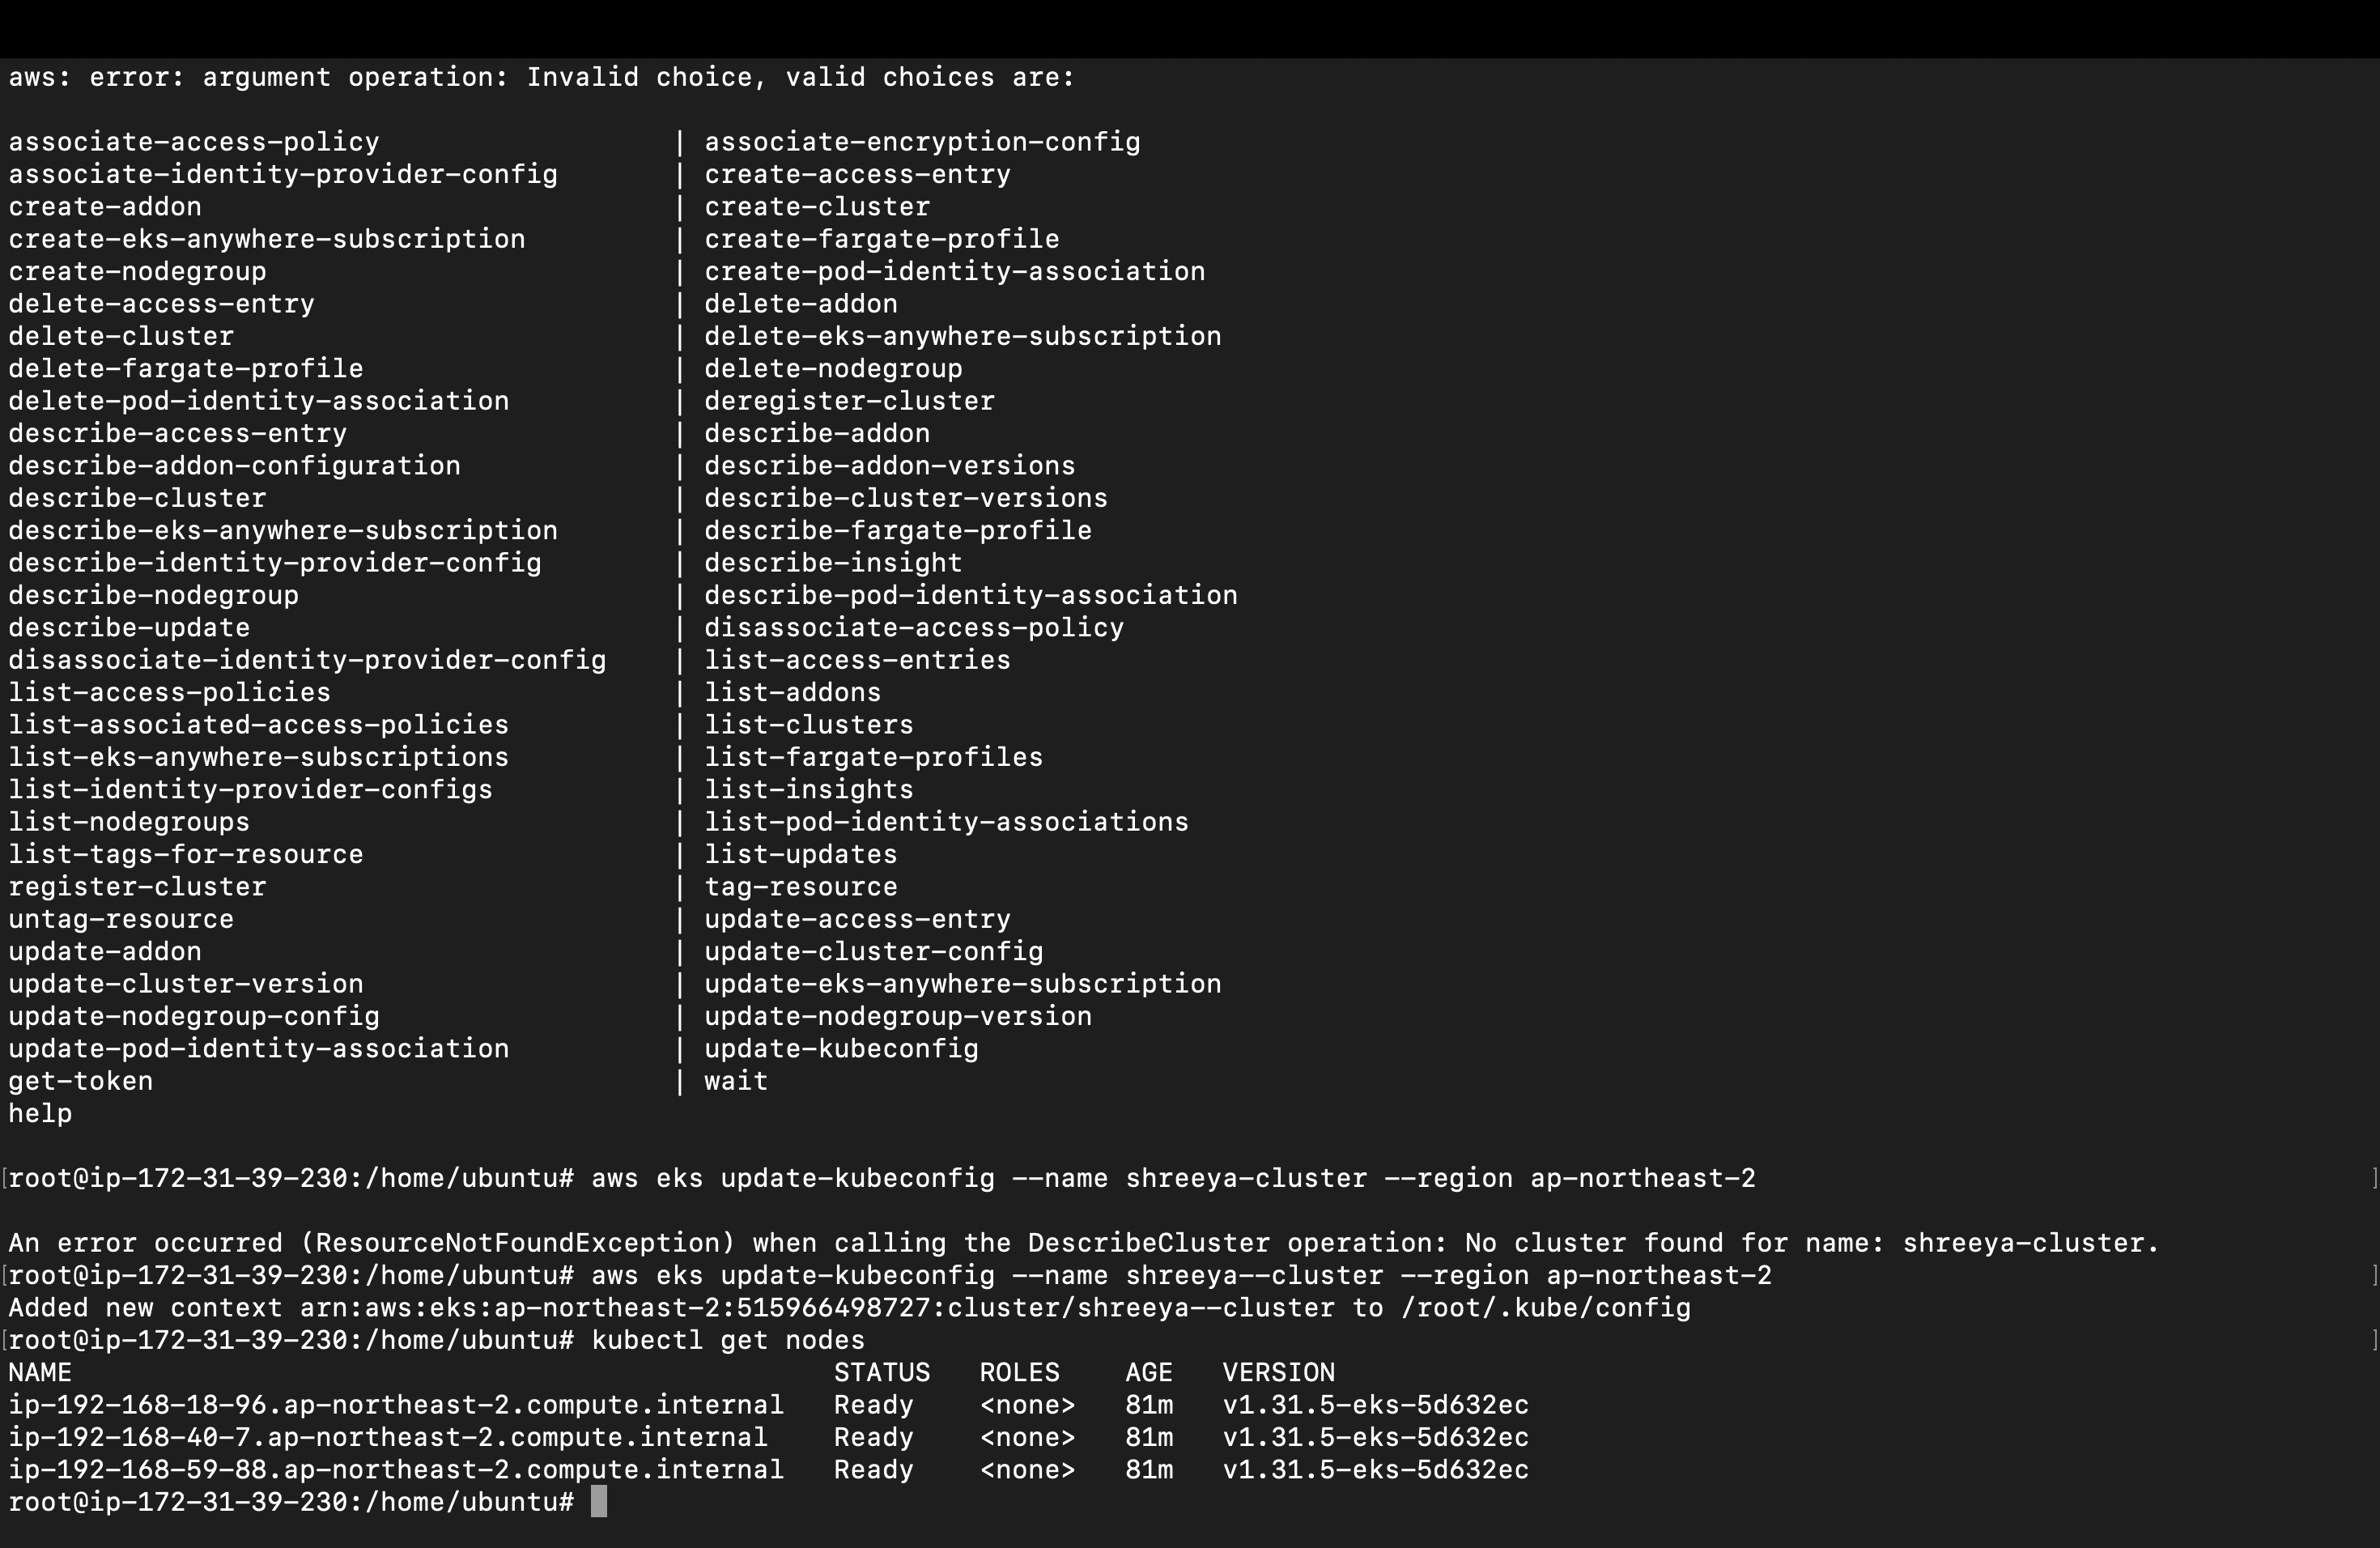 aws: error: argument operation: Invalid choice, valid choices are:
associate-access-policy | associate-encryption-config
associate-identity-provider-config | create-access-entry
create-addon | create-cluster
create-eks-anywhere-subscription | create-fargate-profile
create-nodegroup | create-pod-identity-association
delete-access-entry | delete-addon
delete-cluster | delete-eks-anywhere-subscription
delete-fargate-profile | delete-nodegroup
delete-pod-identity-association | deregister-cluster
describe-access-entry | describe-addon
describe-addon-configuration | describe-addon-versions
describe-cluster | describe-cluster-versions
describe-eks-anywhere-subscription | describe-fargate-profile
describe-identity-provider-config | describe-insight
describe-nodegroup | describe-pod-identity-association
describe-update | disassociate-access-policy
disassociate-identity-provider-config | list-access-entries
list-access-policies | list-addons
list-associated-access-policies | list-clusters
list-eks-anywhere-subscriptions | list-fargate-profiles
list-identity-provider-configs | list-insights
list-nodegroups | list-pod-identity-associations
list-tags-for-resource | list-updates
register-cluster | tag-resource
untag-resource | update-access-entry
update-addon | update-cluster-config
update-cluster-version | update-eks-anywhere-subscription
update-nodegroup-config | update-nodegroup-version
update-pod-identity-association | update-kubeconfig
get-token | wait
help
[root@ip-172-31-39-230:/home/ubuntu# aws eks update-kubeconfig --name shreeya-cluster --region ap-northeast-2 ]
An error occurred (ResourceNotFoundException) when calling the DescribeCluster operation: No cluster found for name: shreeya-cluster.
[root@ip-172-31-39-230:/home/ubuntu# aws eks update-kubeconfig --name shreeya--cluster --region ap-northeast-2 ]
Added new context arn:aws:eks:ap-northeast-2:515966498727:cluster/shreeya--cluster to /root/.kube/config
[root@ip-172-31-39-230:/home/ubuntu# kubectl get nodes ]
NAME STATUS ROLES AGE VERSION
ip-192-168-18-96.ap-northeast-2.compute.internal Ready <none> 81m v1.31.5-eks-5d632ec
ip-192-168-40-7.ap-northeast-2.compute.internal Ready <none> 81m v1.31.5-eks-5d632ec
ip-192-168-59-88.ap-northeast-2.compute.internal Ready <none> 81m v1.31.5-eks-5d632ec
root@ip-172-31-39-230:/home/ubuntu#